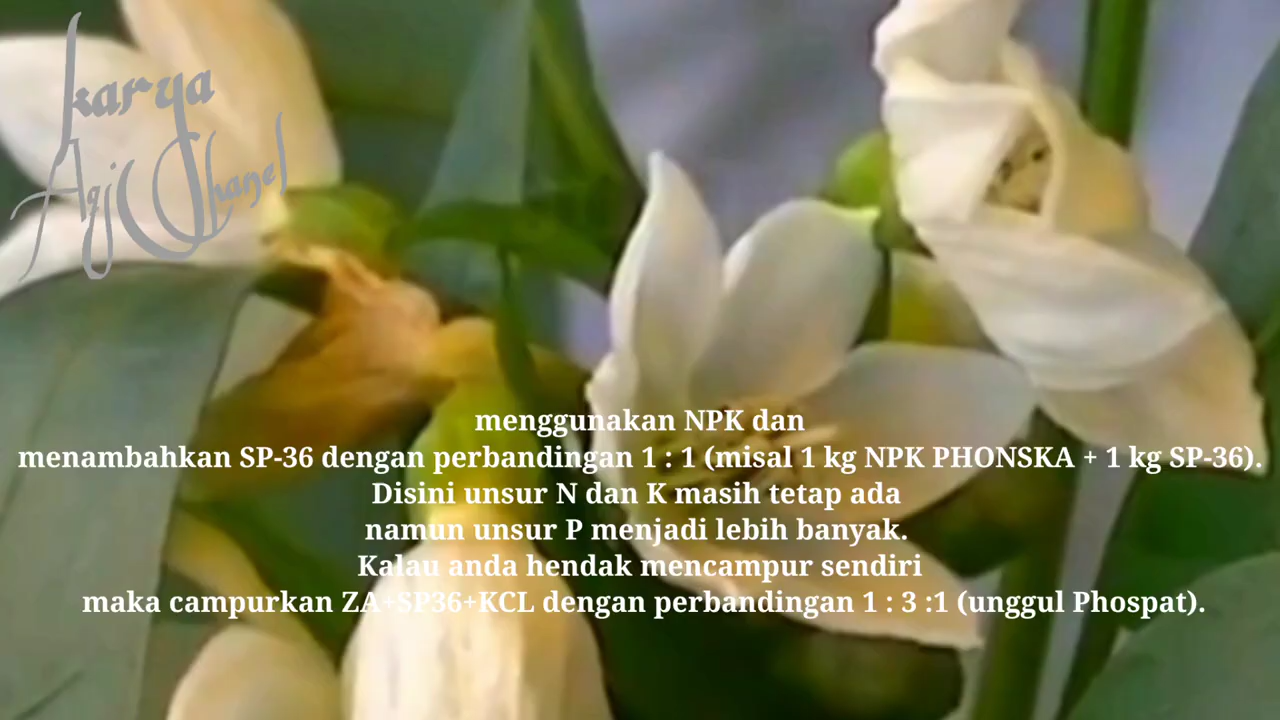 karya
Aqj Chanel
menggunakan NPK dan
menambahkan SP-36 dengan perbandingan 1 : 1 (misal 1 kg NPK PHONSKA + 1 kg SP-36).
Disini unsur N dan K masih tetap ada
namun unsur P menjadi lebih banyak.
Kalau anda hendak mencampur sendiri
maka campurkan ZA+SP36+KCL dengan perbandingan 1 : 3 :1 (unggul Phospat).